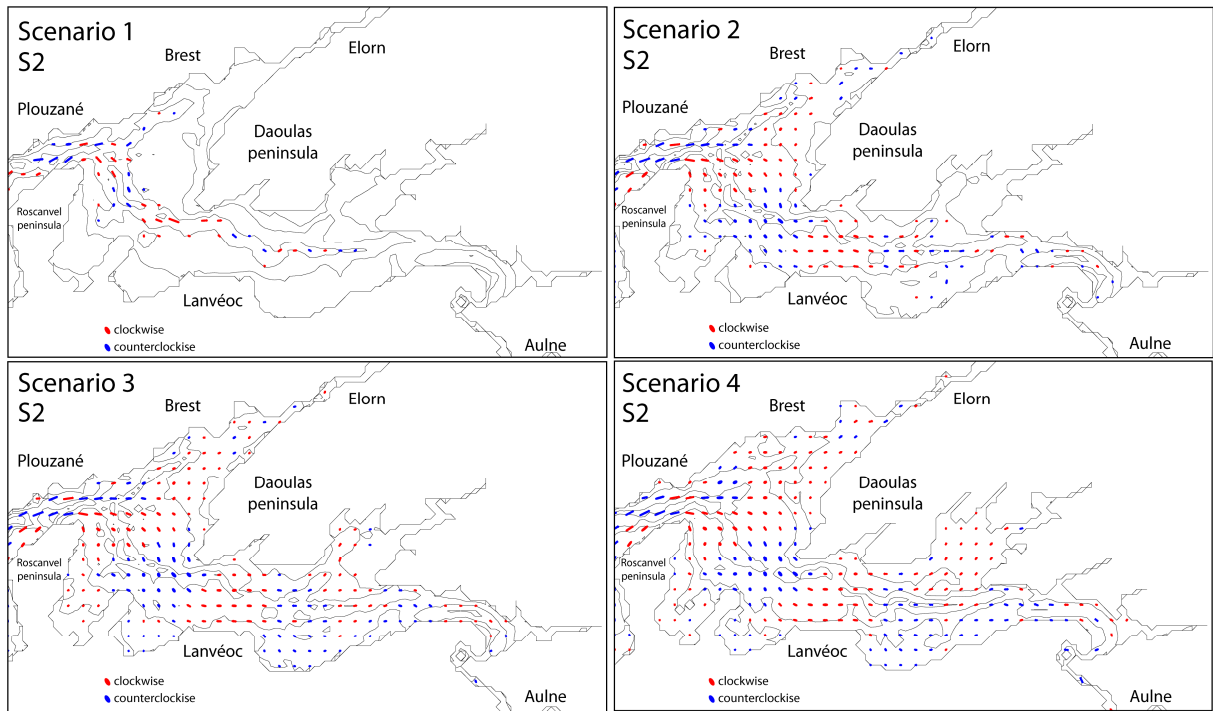 Scenario 1
S2
Brest
Elorn
Plouzané
Daoulas
peninsula
Roscanvel
peninsula
Lanvéoc
clockwise
counterclockise
Aulne
Scenario 2
S2
Brest
Elorn
Plouzané
Daoulas
peninsula
Roscanvel
peninsula
Lanvéoc
clockwise
counterclockise
Aulne
Scenario 3
S2
Brest
Elorn
Plouzané
Daoulas
peninsula
Roscanvel
peninsula
Lanvéoc
clockwise
counterclockise
Aulne
Scenario 4
S2
Brest
Elorn
Plouzané
Daoulas
peninsula
Roscanvel
peninsula
Lanvéoc
clockwise
counterclockise
Aulne